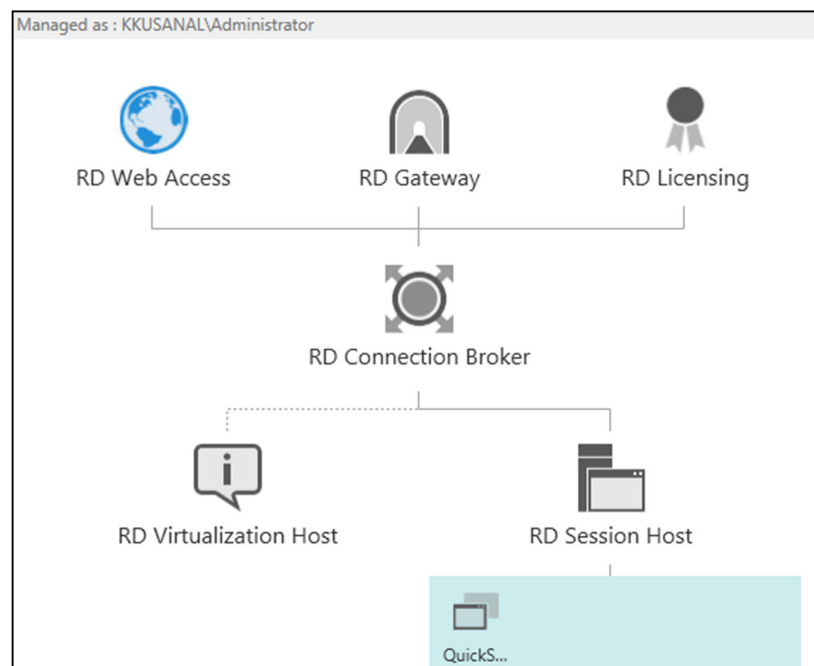 Managed as : KKUSANAL\Administrator
RD Web Access
RD Gateway
RD Licensing
RD Connection Broker
RD Virtualization Host
RD Session Host
QuickS...